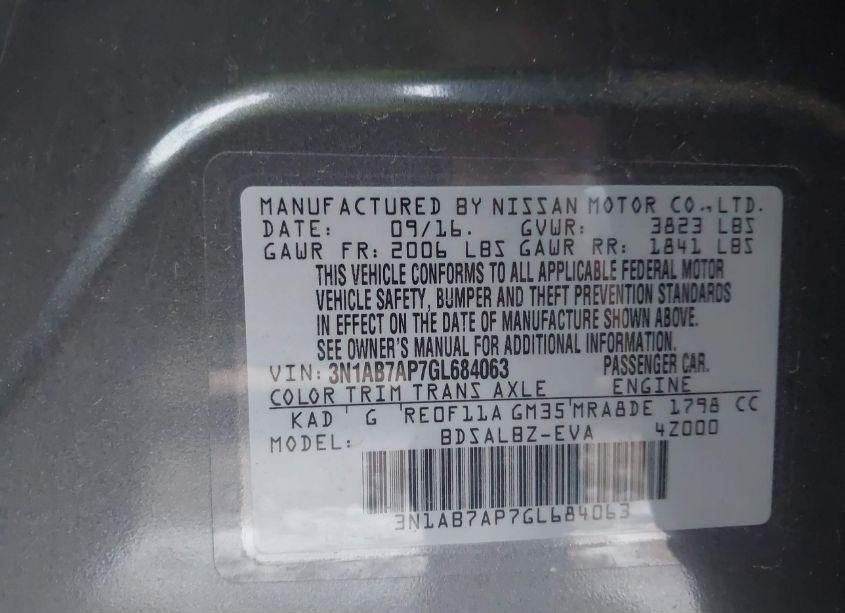 MANUFACTURED BY NISSAN MOTOR CO.,LTD.
DATE: 09/16. GVWR: 3823 LBS
GAWR FR: 2006 LBS GAWR RR: 1841 LBS
THIS VEHICLE CONFORMS TO ALL APPLICABLE FEDERAL MOTOR
VEHICLE SAFETY, BUMPER AND THEFT PREVENTION STANDARDS
IN EFFECT ON THE DATE OF MANUFACTURE SHOWN ABOVE.
SEE OWNER'S MANUAL FOR ADDITIONAL INFORMATION.
VIN: 3N1AB7AP7GL684063 PASSENGER CAR.
COLOR TRIM TRANS AXLE ENGINE
KAD G RE0F11A GM35 MRA8DE 1798 CC
MODEL: BDSALBZ-EVA 4Z000
3N1AB7AP7GL684063